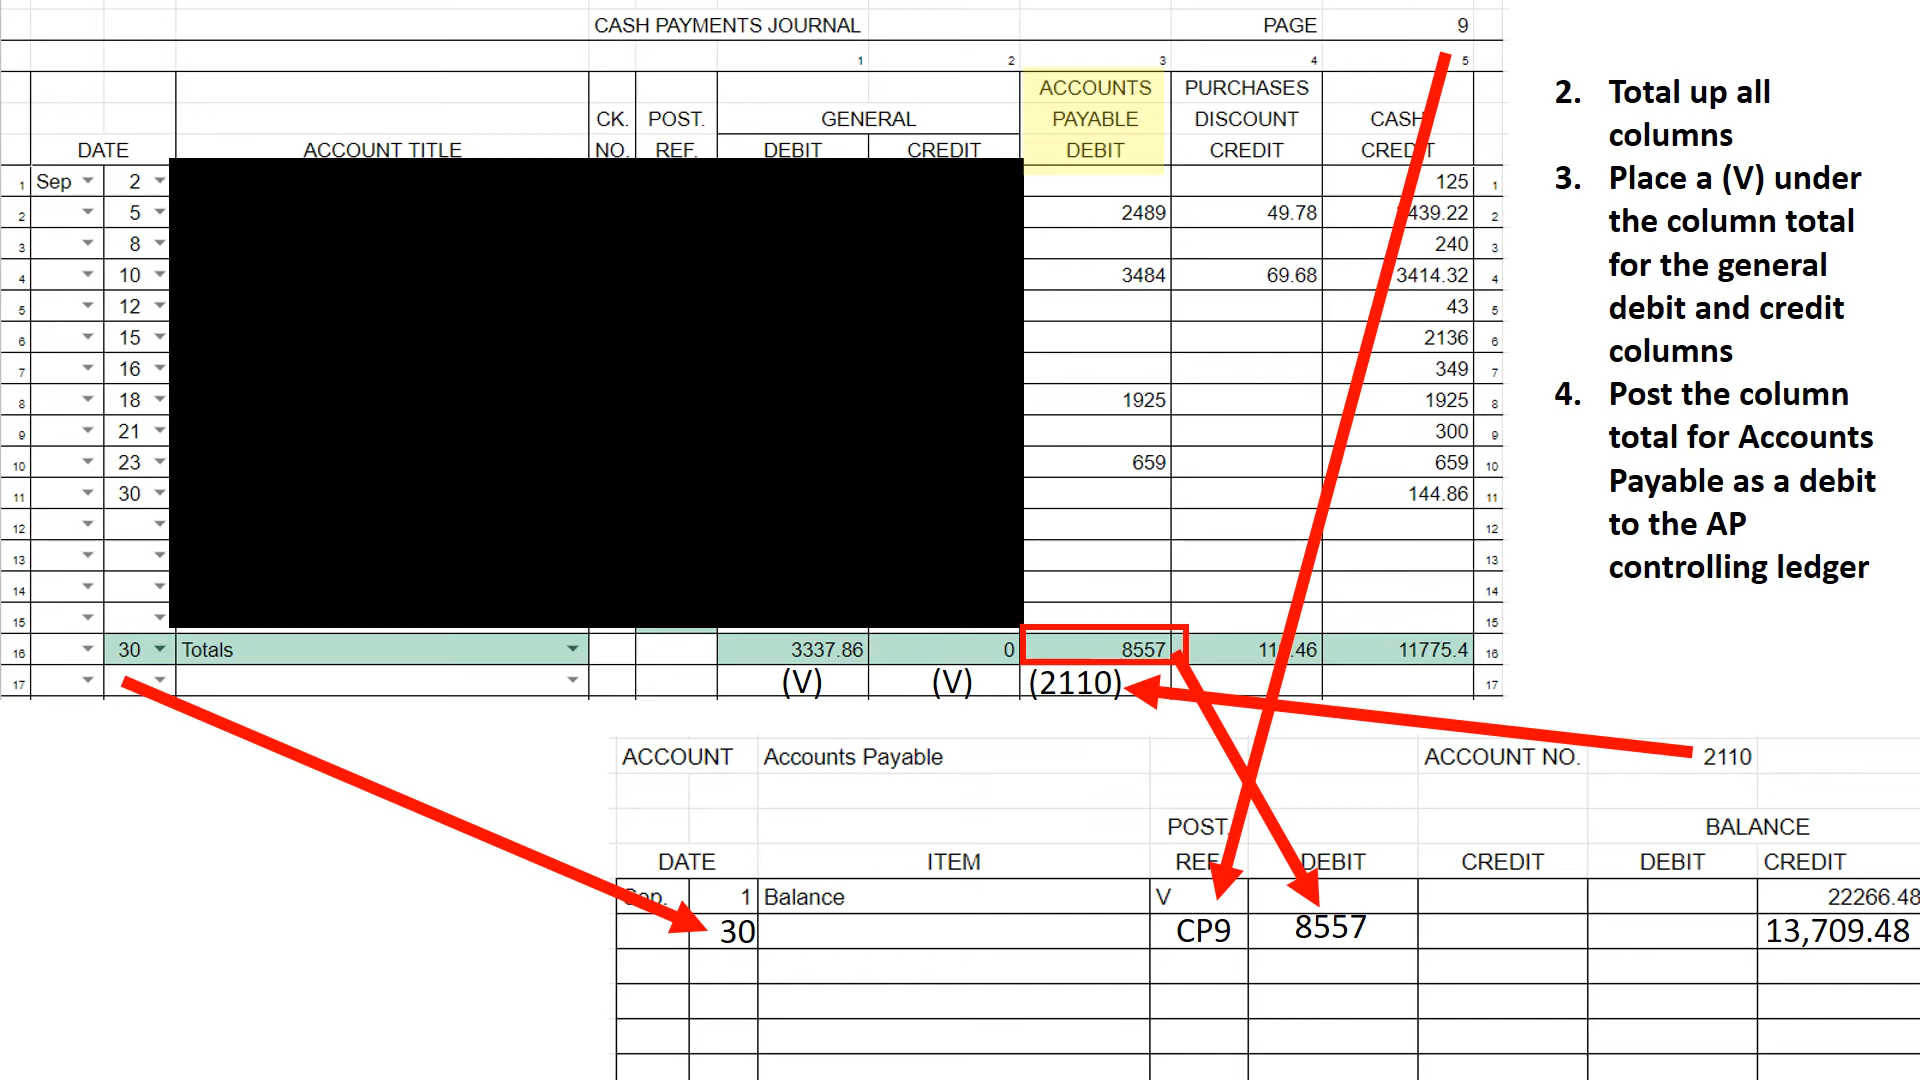 CASH PAYMENTS JOURNAL PAGE 9
1 2 3 4 5
ACCOUNTS PURCHASES
CK. POST. GENERAL PAYABLE DISCOUNT CASH
DATE ACCOUNT TITLE NO. REF. DEBIT CREDIT DEBIT CREDIT CREDIT
1 Sep 2 125 1
2 5 2489 49.78 439.22 2
3 8 240 3
4 10 3484 69.68 3414.32 4
5 12 43 5
6 15 2136 6
7 16 349 7
8 18 1925 1925 8
9 21 300 9
10 23 659 659 10
11 30 144.86 11
12 12
13 13
14 14
15 15
16 30 Totals 3337.86 0 8557 .46 11775.4 16
17 (V) (V) (2110) 17
2. Total up all
columns
3. Place a (V) under
the column total
for the general
debit and credit
columns
4. Post the column
total for Accounts
Payable as a debit
to the AP
controlling ledger
ACCOUNT Accounts Payable ACCOUNT NO. 2110
POST. BALANCE
DATE ITEM REF. DEBIT CREDIT DEBIT CREDIT
Sep. 1 Balance V 22266.48
30 CP9 8557 13,709.48